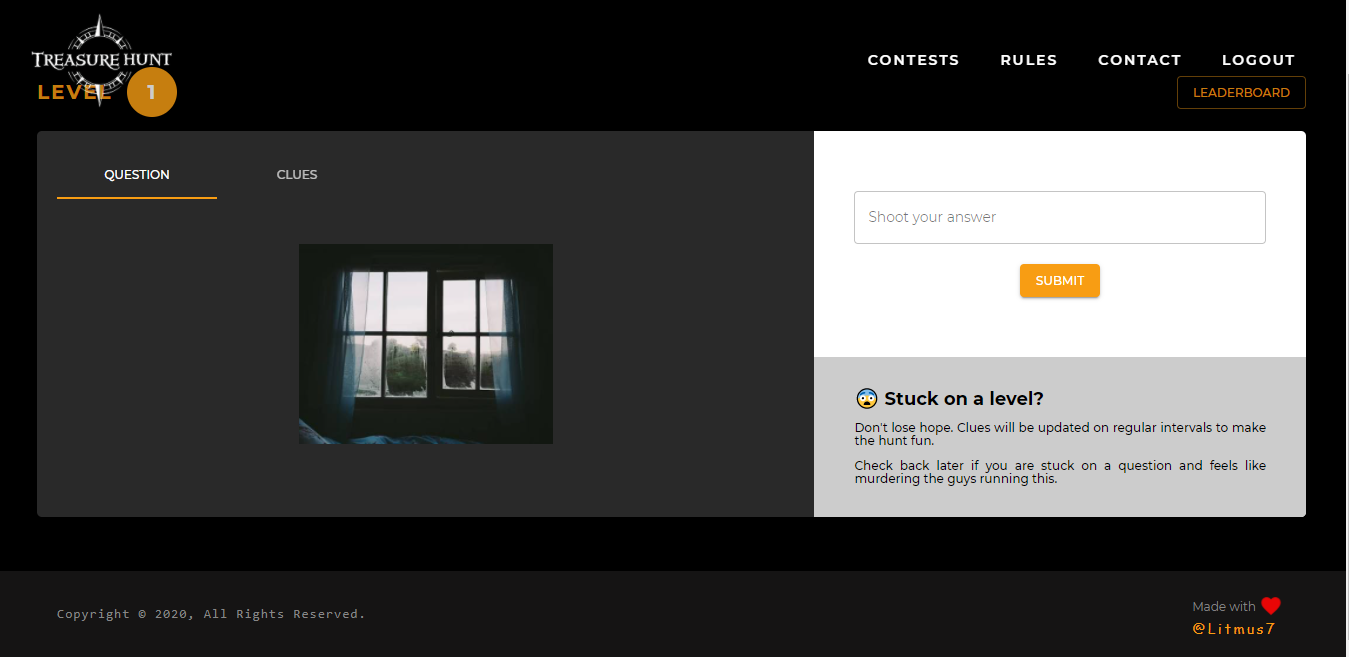 TREASURE HUNT
CONTESTS RULES CONTACT LOGOUT
LEVEL 1
LEADERBOARD
QUESTION CLUES
Shoot your answer
SUBMIT
Stuck on a level?
Don't lose hope. Clues will be updated on regular intervals to make
the hunt fun.
Check back later if you are stuck on a question and feels like
murdering the guys running this.
Copyright © 2020, All Rights Reserved.
Made with
@Litmus7